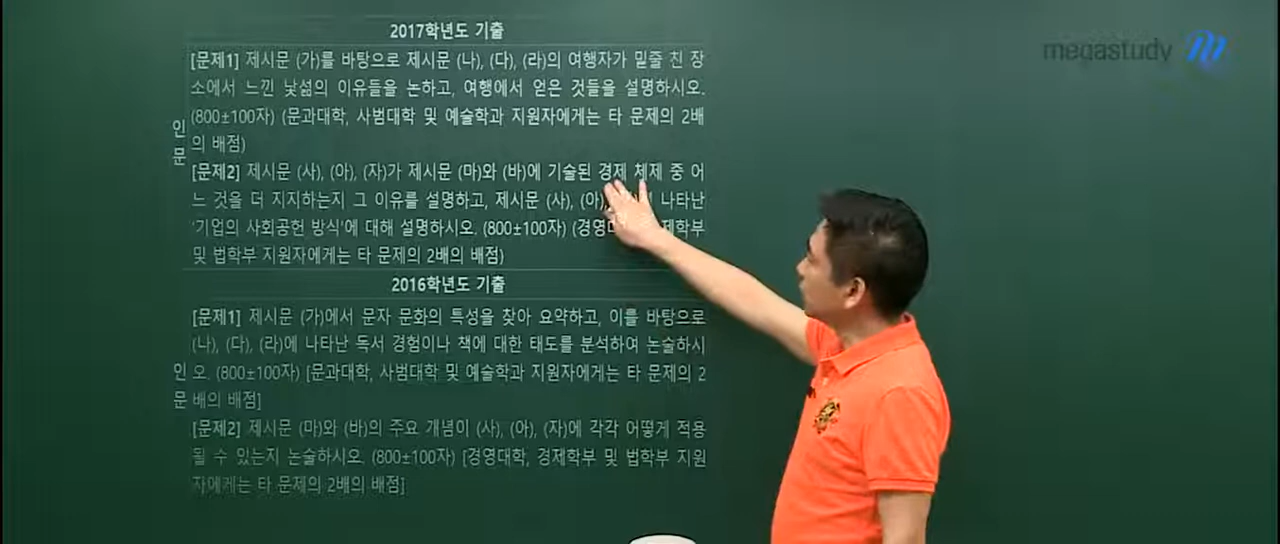 2017학년도 기출
megastudy
[문제1] 제시문 (가)를 바탕으로 제시문 (나), (다), (라)의 여행자가 밑줄 친 장
소에서 느낀 낯섦의 이유들을 논하고, 여행에서 얻은 것들을 설명하시오.
(800±100자) (문과대학, 사범대학 및 예술학과 지원자에게는 타 문제의 2배
의 배점)
인문
[문제2] 제시문 (사), (아), (자)가 제시문 (마)와 (바)에 기술된 경제 체제 중 어
느 것을 더 지지하는지 그 이유를 설명하고, 제시문 (사), (아), 나타난
'기업의 사회공헌 방식'에 대해 설명하시오. (800±100자) (경영
및 법학부 지원자에게는 타 문제의 2배의 배점)
2016학년도 기출
[문제1] 제시문 (가)에서 문자 문화의 특성을 찾아 요약하고, 이를 바탕으로
(나), (다), (라)에 나타난 독서 경험이나 책에 대한 태도를 분석하여 논술하시
인 오. (800±100자) [문과대학, 사범대학 및 예술학과 지원자에게는 타 문제의 2
문 배의 배점]
[문제2] 제시문 (마)와 (바)의 주요 개념이 (사), (아), (자)에 각각 어떻게 적용
될 수 있는지 논술하시오. (800±100자) [경영대학, 경제학부 및 법학부 지원
자에게는 타 문제의 2배의 배점]